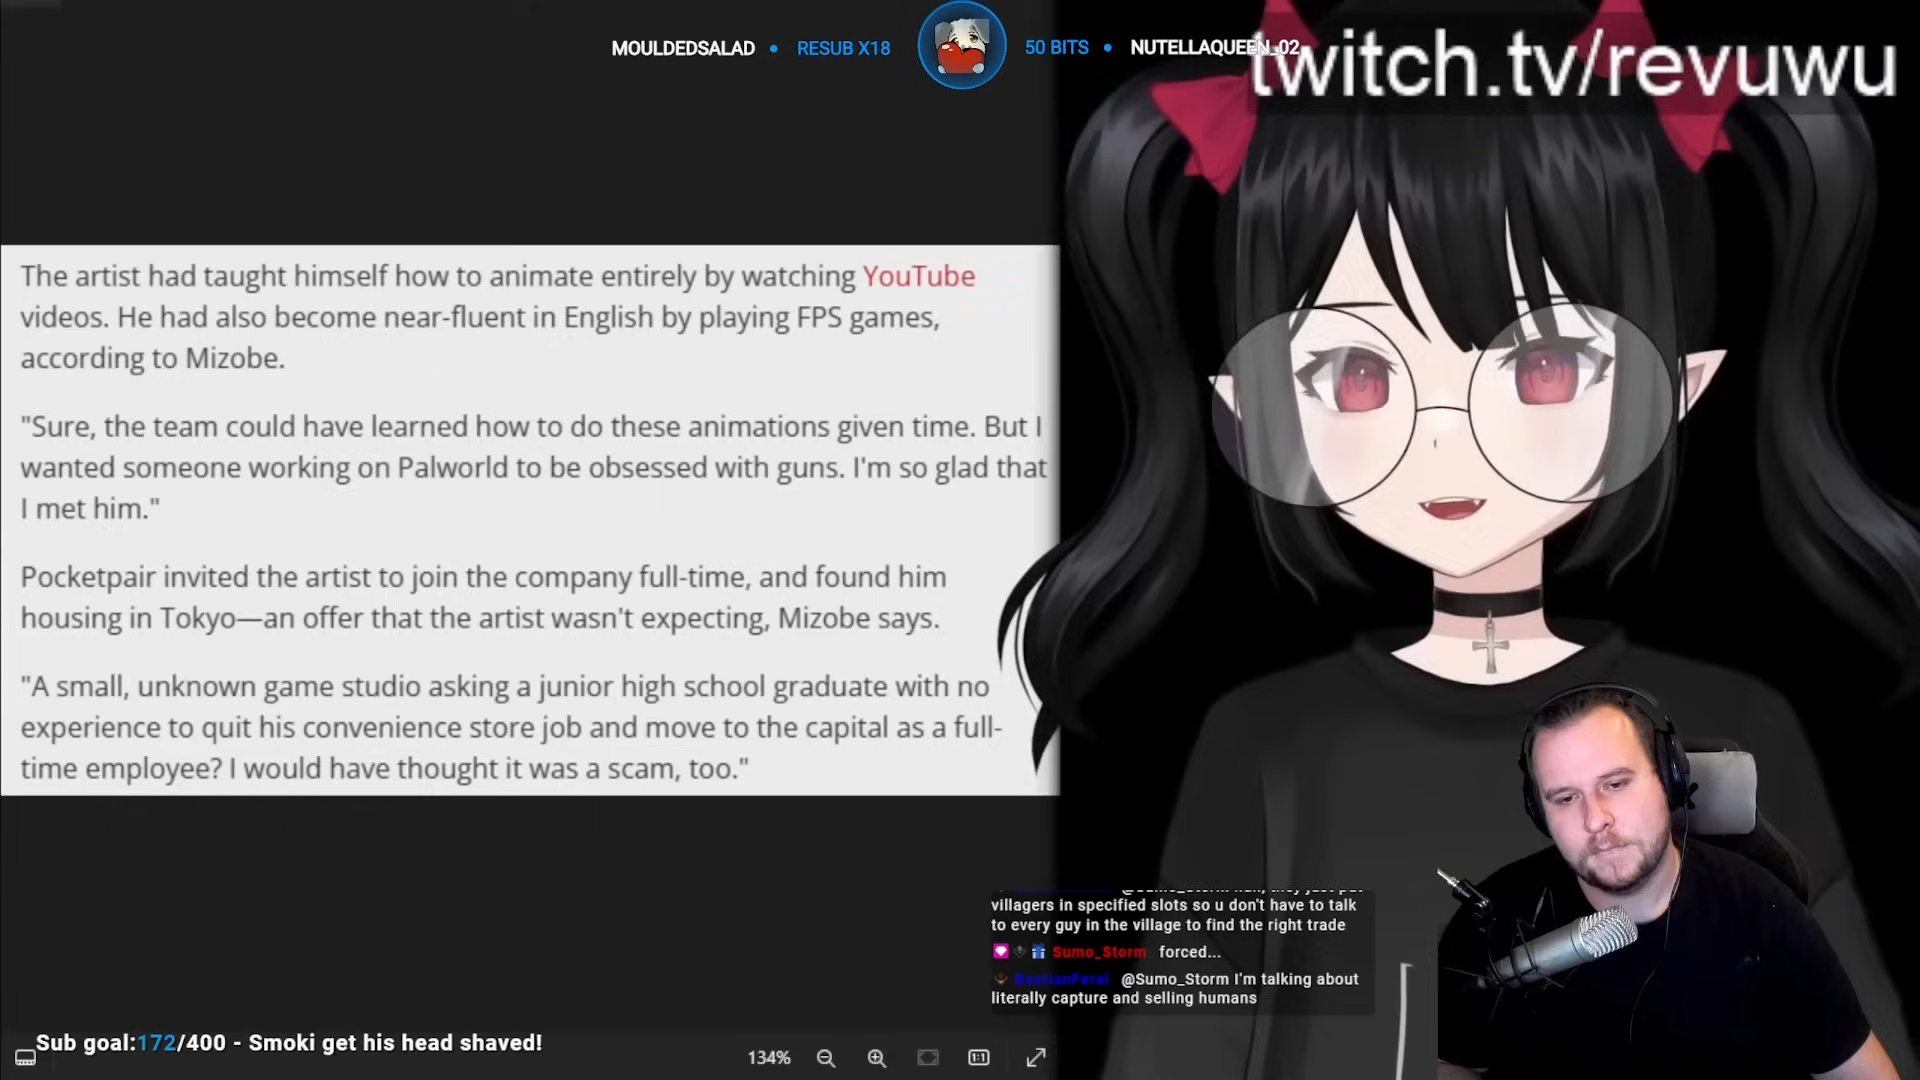 MOULDEDSALAD • RESUB X18 50 BITS • NUTELLAQUEEN_02
twitch.tv/revuwu
The artist had taught himself how to animate entirely by watching YouTube
videos. He had also become near-fluent in English by playing FPS games,
according to Mizobe.
"Sure, the team could have learned how to do these animations given time. But I
wanted someone working on Palworld to be obsessed with guns. I'm so glad that
I met him."
Pocketpair invited the artist to join the company full-time, and found him
housing in Tokyo—an offer that the artist wasn't expecting, Mizobe says.
"A small, unknown game studio asking a junior high school graduate with no
experience to quit his convenience store job and move to the capital as a full-
time employee? I would have thought it was a scam, too."
villagers in specified slots so u don't have to talk
to every guy in the village to find the right trade
Sumo_Storm forced...
BastianFeral @Sumo_Storm I'm talking about
literally capture and selling humans
Sub goal:172/400 - Smoki get his head shaved!
134%
1:1